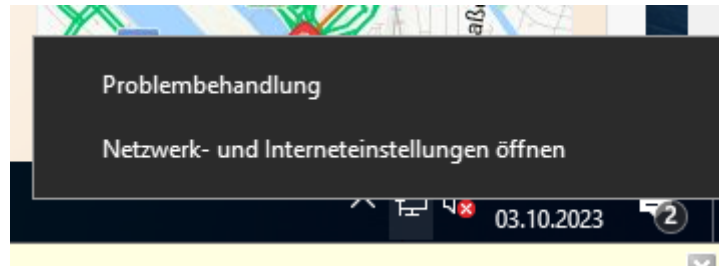 Problembehandlung
Netzwerk- und Interneteinstellungen öffnen
03.10.2023
2